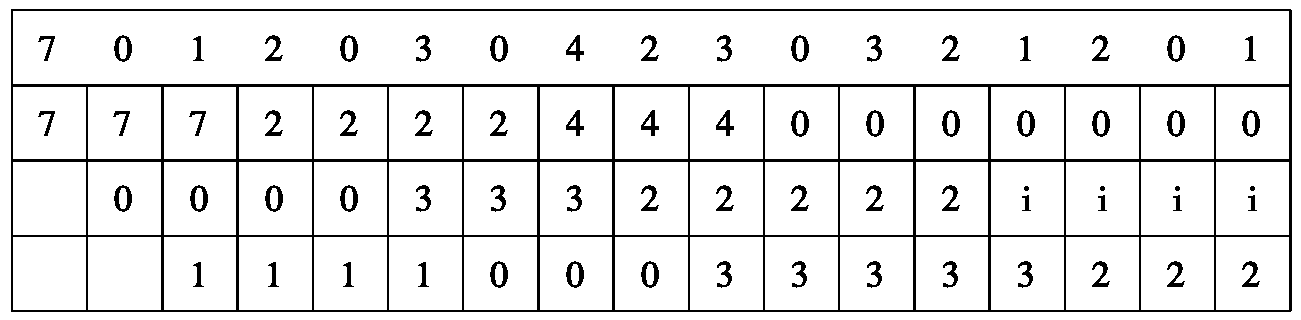 7 0 1 2 0 3 0 4 2 3 0 3 2 1 2 0 1
7 7 7 2 2 2 2 4 4 4 0 0 0 0 0 0 0
0 0 0 0 3 3 3 2 2 2 2 2 i i i i
1 1 1 1 0 0 0 3 3 3 3 3 2 2 2